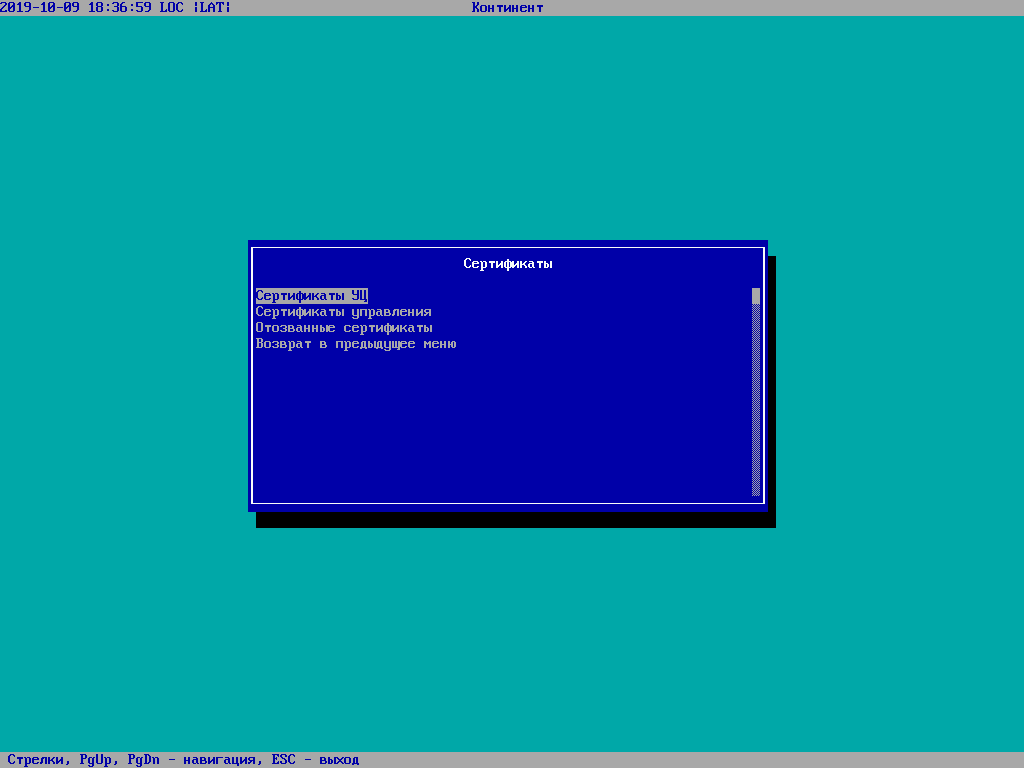 2019-10-09 18:36:59 LOC |LAT| Континент
Сертификаты
Сертификаты УЦ
Сертификаты управления
Отозванные сертификаты
Возврат в предыдущее меню
Стрелки, PgUp, PgDn - навигация, ESC - выход